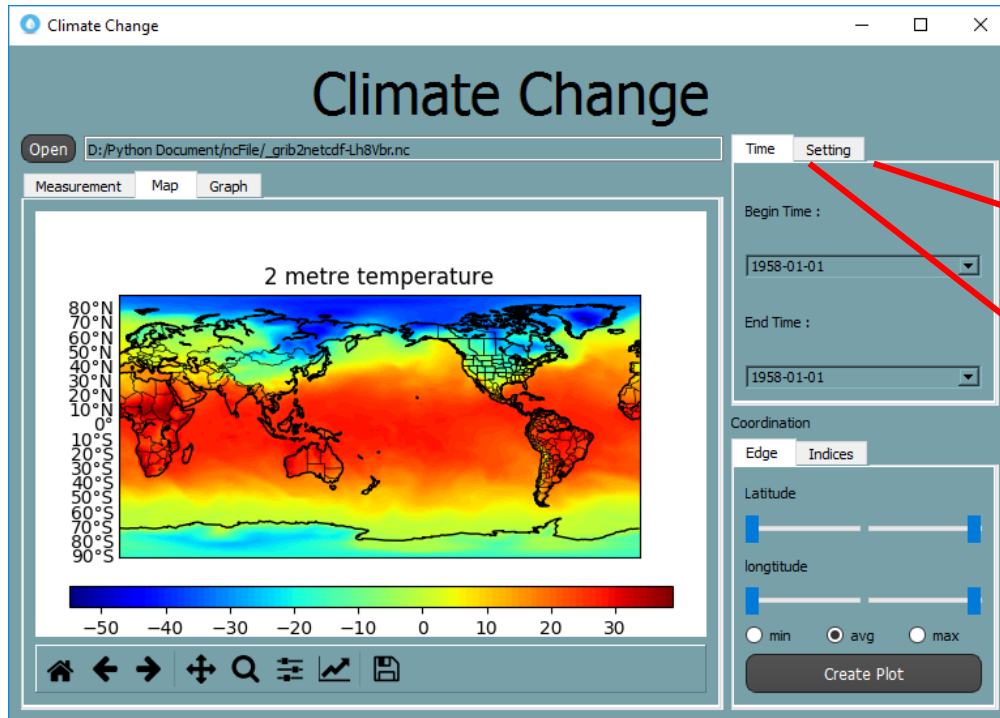 Climate Change
Climate Change
Open D:/Python Document/ncFile/_grib2netcdf-Lh8Vbr.nc
Time Setting
Measurement Map Graph
Begin Time :
1958-01-01
End Time :
1958-01-01
2 metre temperature
80°N
70°N
60°N
50°N
40°N
30°N
20°N
10°N
0°
10°S
20°S
30°S
40°S
50°S
60°S
70°S
80°S
90°S
−50 −40 −30 −20 −10 0 10 20 30
Coordination
Edge Indices
Latitude
longtitude
min avg max
Create Plot